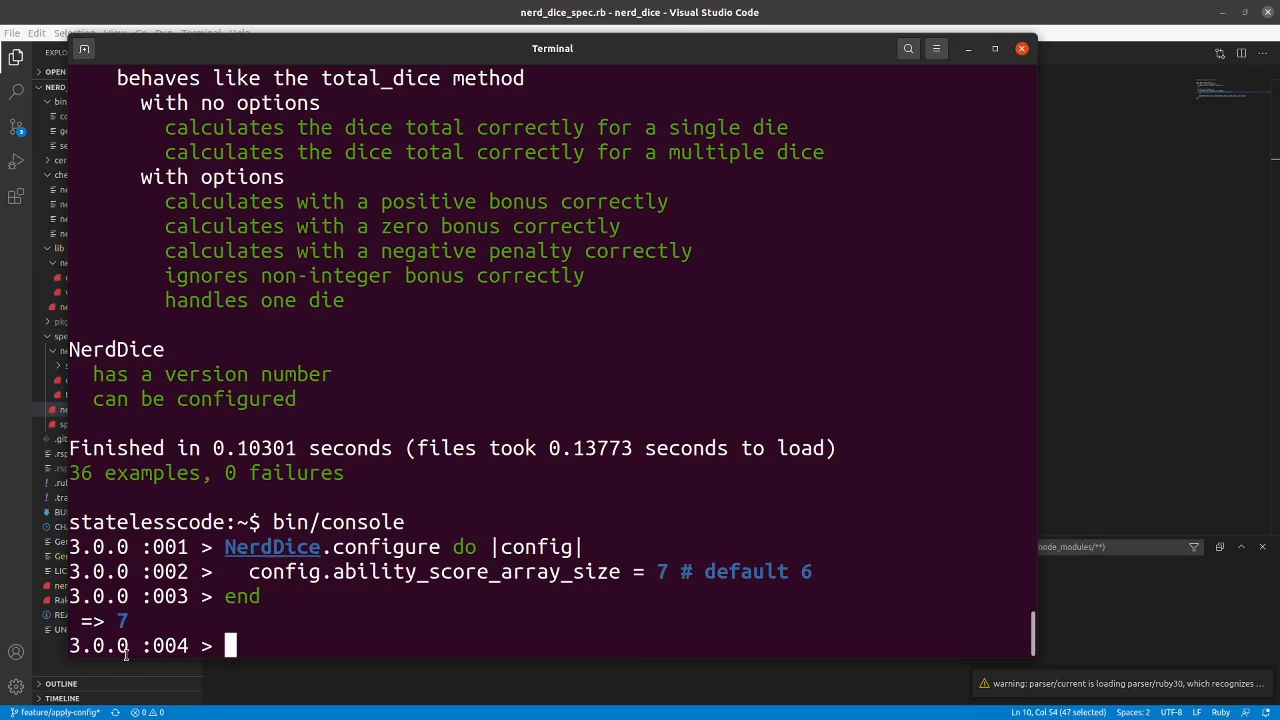 nerd_dice_spec.rb - nerd_dice - Visual Studio Code
File Edit
Terminal
behaves like the total_dice method
with no options
calculates the dice total correctly for a single die
calculates the dice total correctly for a multiple dice
with options
calculates with a positive bonus correctly
calculates with a zero bonus correctly
calculates with a negative penalty correctly
ignores non-integer bonus correctly
handles one die
NerdDice
has a version number
can be configured
Finished in 0.10301 seconds (files took 0.13773 seconds to load)
36 examples, 0 failures
statelesscode:~$ bin/console
3.0.0 :001 > NerdDice.configure do |config|
3.0.0 :002 > config.ability_score_array_size = 7 # default 6
3.0.0 :003 > end
=> 7
3.0.0 :004 >
node_modules/**)
OUTLINE
TIMELINE
warning: parser/current is loading parser/ruby30, which recognizes ...
feature/apply-config* 0 0 Ln 10, Col 54 (47 selected) Spaces: 2 UTF-8 LF Ruby